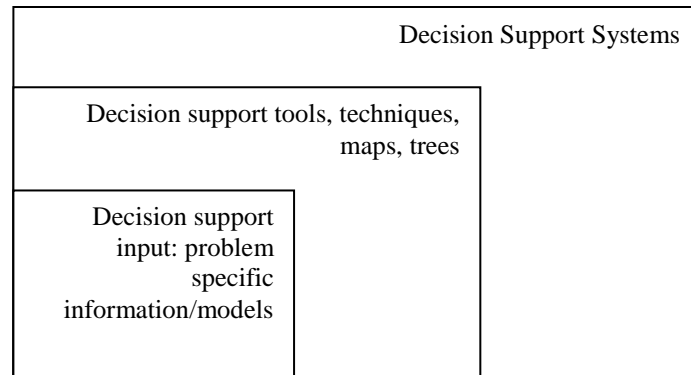 Decision Support Systems
Decision support tools, techniques,
maps, trees
Decision support
input: problem
specific
information/models